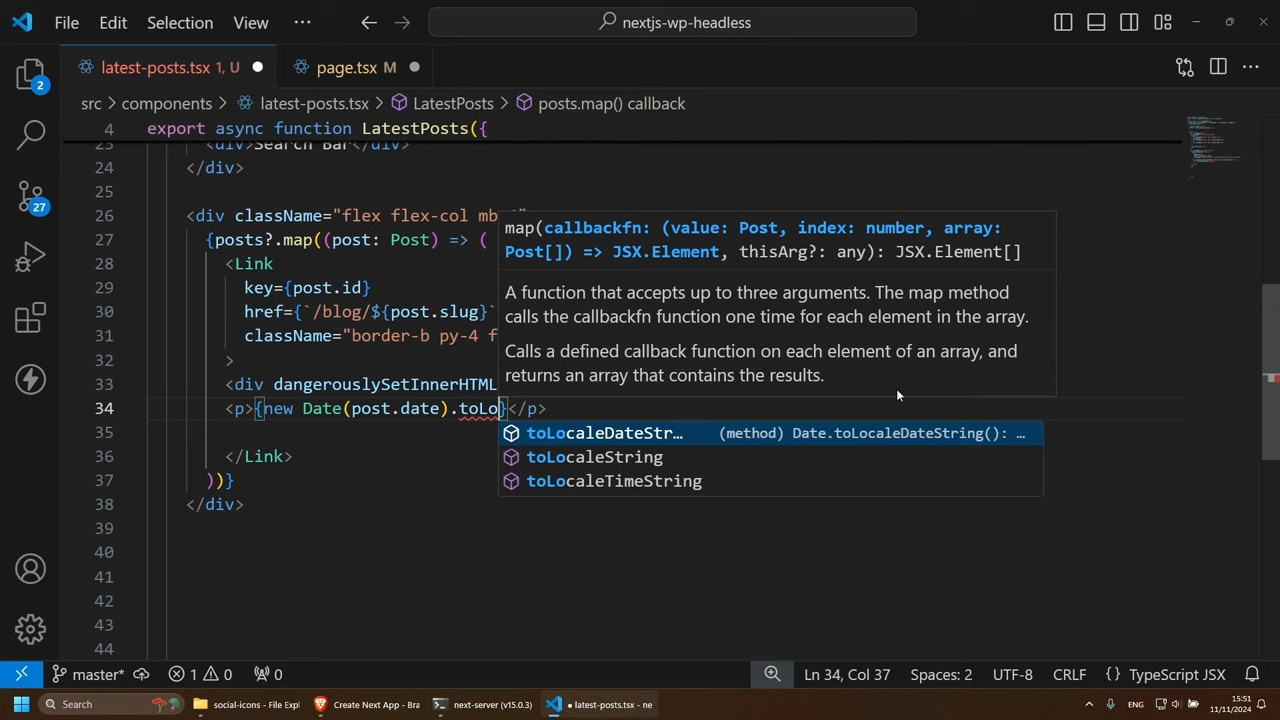 File Edit Selection View ··· nextjs-wp-headless
latest-posts.tsx 1, U page.tsx M
src > components > latest-posts.tsx > LatestPosts > posts.map() callback
4 export async function LatestPosts({
23 <div>Search Bar</div>
24 </div>
25
26 <div className="flex flex-col mb
27 {posts?.map((post: Post) => (
28 <Link
29 key={post.id}
30 href={`/blog/${post.slug}`
31 className="border-b py-4 f
32 >
33 <div dangerouslySetInnerHTML
34 <p>{new Date(post.date).toLo}</p>
35
36 </Link>
37 ))}
38 </div>
39
40
41
42
43
44
map(callbackfn: (value: Post, index: number, array:
Post[]) => JSX.Element, thisArg?: any): JSX.Element[]
A function that accepts up to three arguments. The map method
calls the callbackfn function one time for each element in the array.
Calls a defined callback function on each element of an array, and
returns an array that contains the results.
toLocaleDateStr… (method) Date.toLocaleDateString(): …
toLocaleString
toLocaleTimeString
2
27
master* 1 0 0 Ln 34, Col 37 Spaces: 2 UTF-8 CRLF {} TypeScript JSX
Search social-icons - File Expl Create Next App - Bra next-server (v15.0.3) • latest-posts.tsx - ne ENG 15:51
11/11/2024